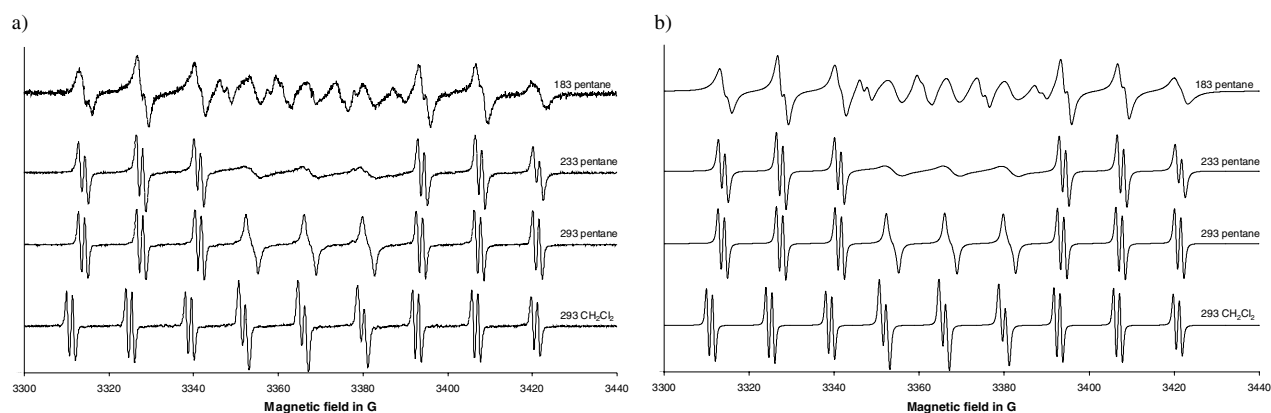 a)
183 pentane
233 pentane
293 pentane
293 CH₂Cl₂
3300 3320 3340 3360 3380 3400 3420 3440
Magnetic field in G
b)
183 pentane
233 pentane
293 pentane
293 CH₂Cl₂
3300 3320 3340 3360 3380 3400 3420 3440
Magnetic field in G